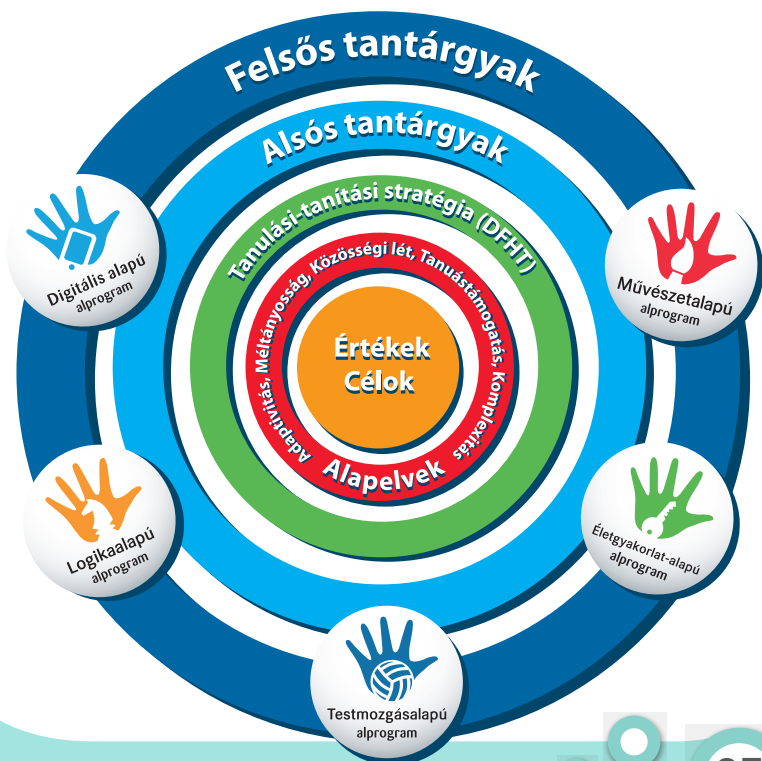 Felsős tantárgyak
Alsós tantárgyak
Tanulási-tanítási stratégia (DFHT)
Adaptivitás, Méltányosság, Közösségi lét, Tanuástámogatás, Komplexitás
Értékek
Célok
Alapelvek
Digitális alapú
alprogram
Művészetalapú
alprogram
Logikaalapú
alprogram
Életgyakorlat-alapú
alprogram
Testmozgásalapú
alprogram